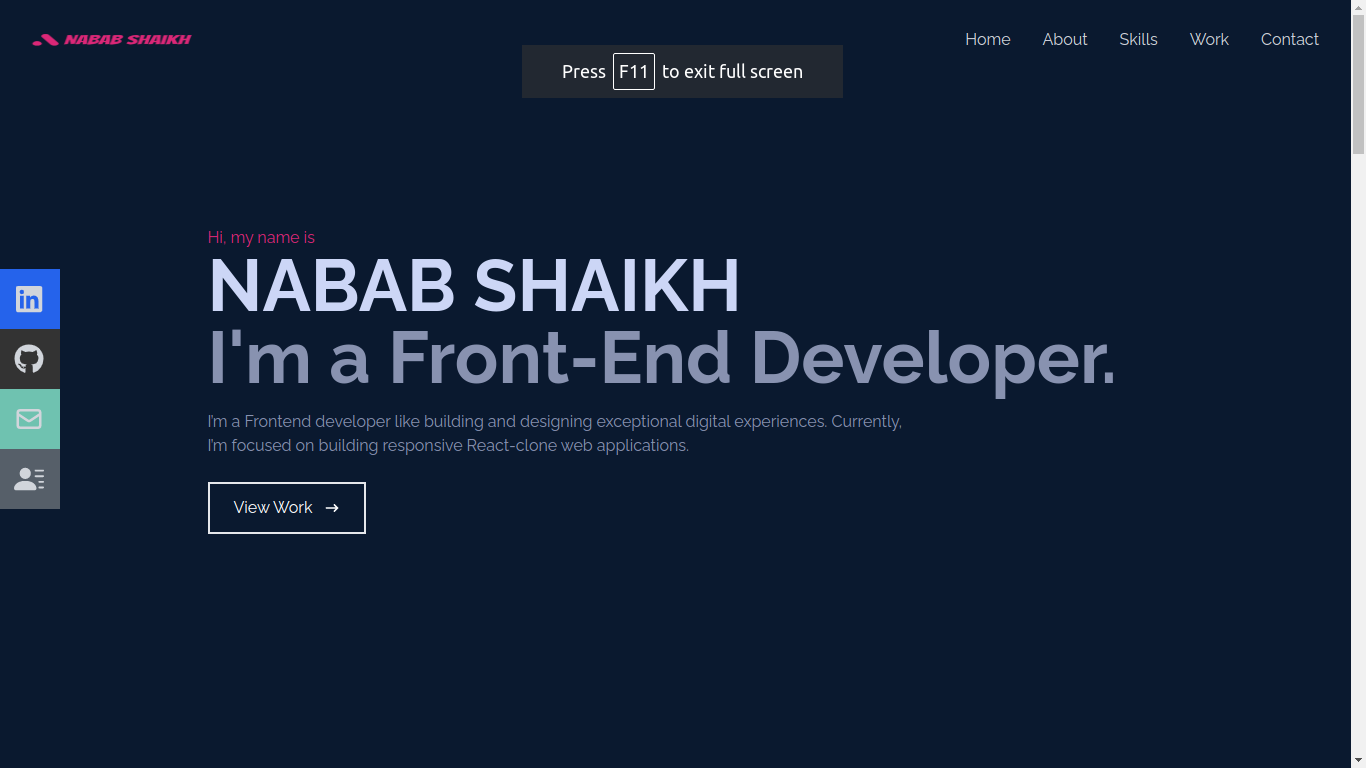 NABAB SHAIKH
Home About Skills Work Contact
Press F11 to exit full screen
Hi, my name is
NABAB SHAIKH
I'm a Front-End Developer.
I'm a Frontend developer like building and designing exceptional digital experiences. Currently,
I'm focused on building responsive React-clone web applications.
in
View Work